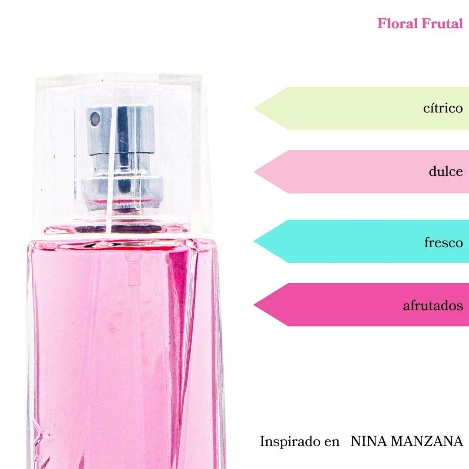 Floral Frutal
cítrico
dulce
fresco
afrutados
Inspirado en NINA MANZANA